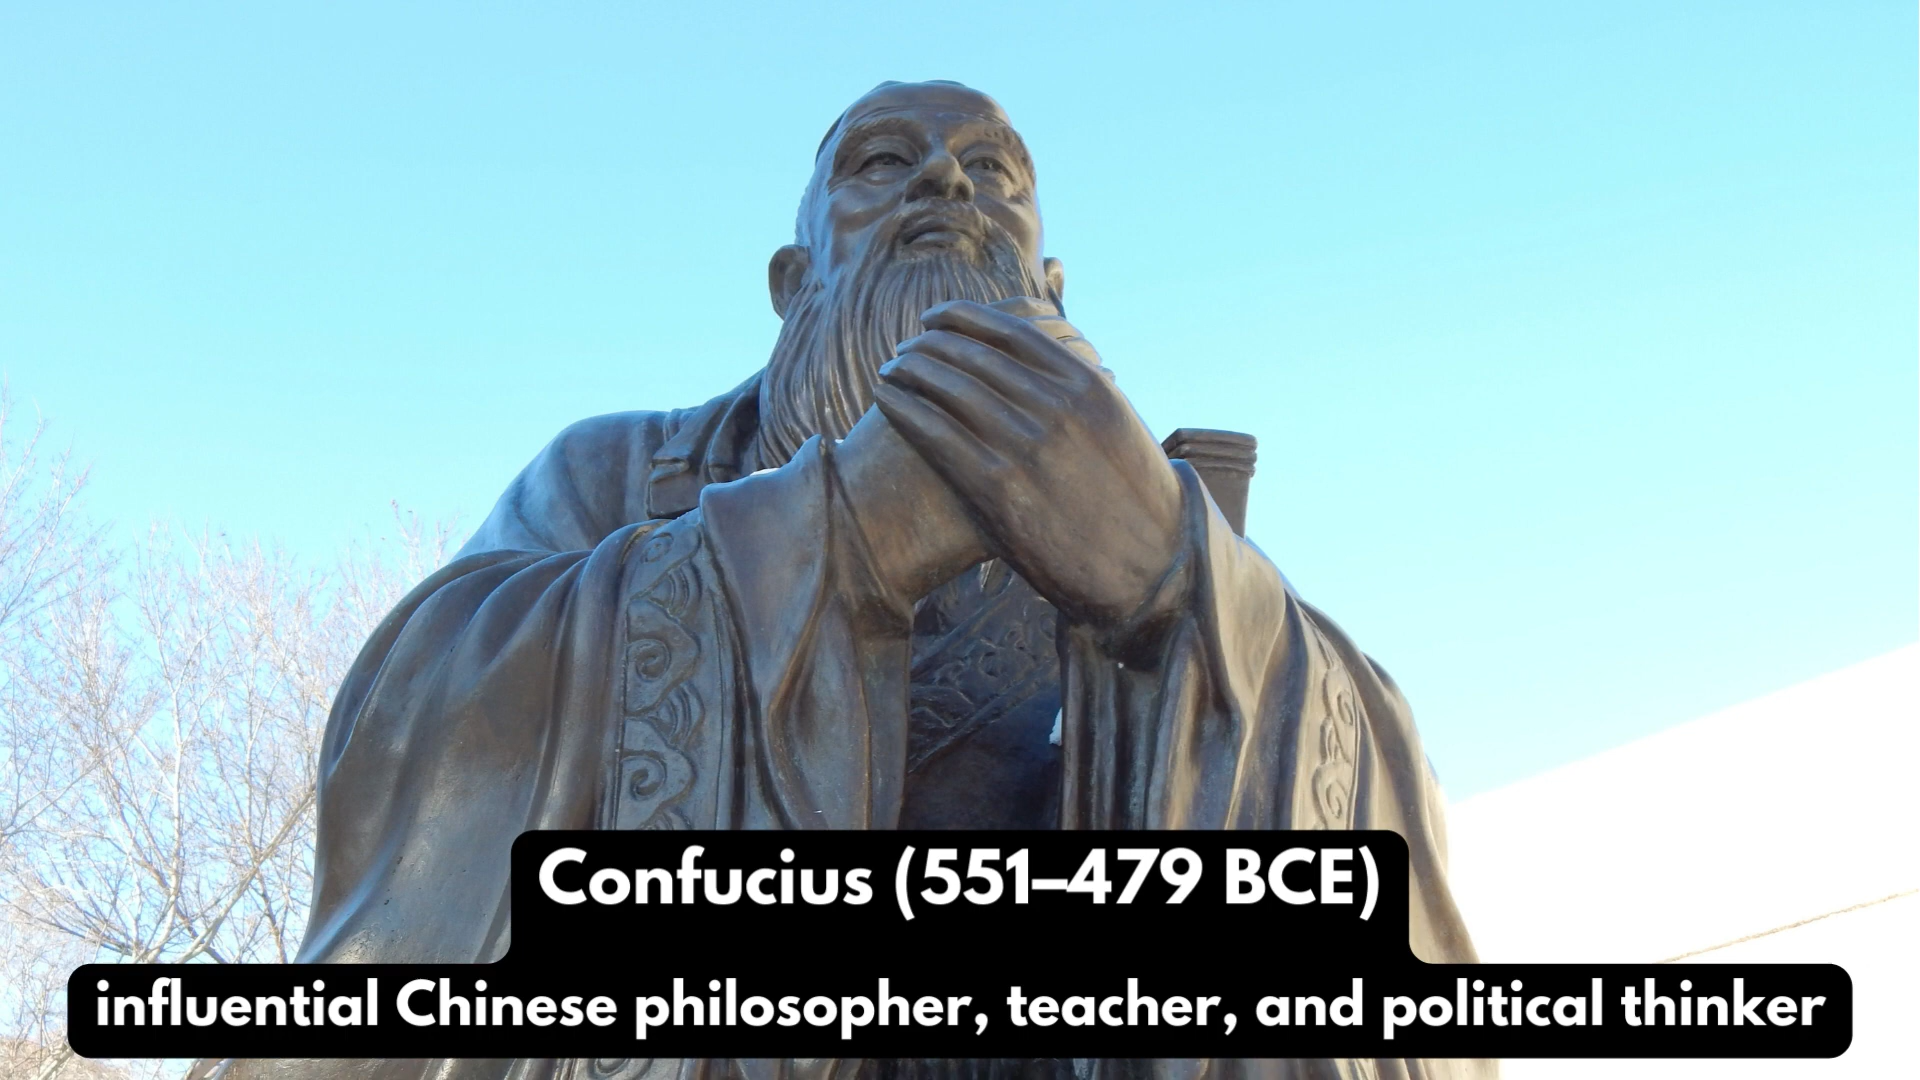 Confucius (551–479 BCE)
influential Chinese philosopher, teacher, and political thinker